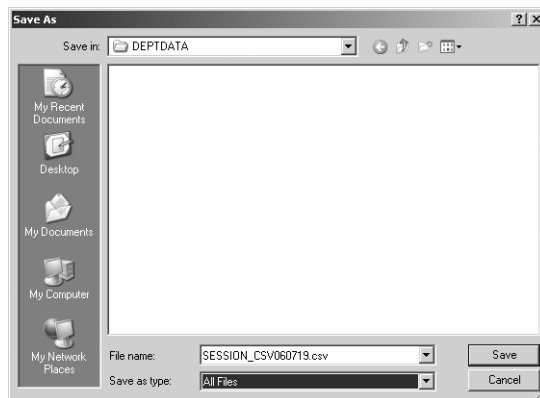 Save As
Save in:
DEPTDATA
My Recent
Documents
Desktop
My Documents
My Computer
My Network
Places
File name:
SESSION_CSV060719.csv
Save
Save as type:
All Files
Cancel